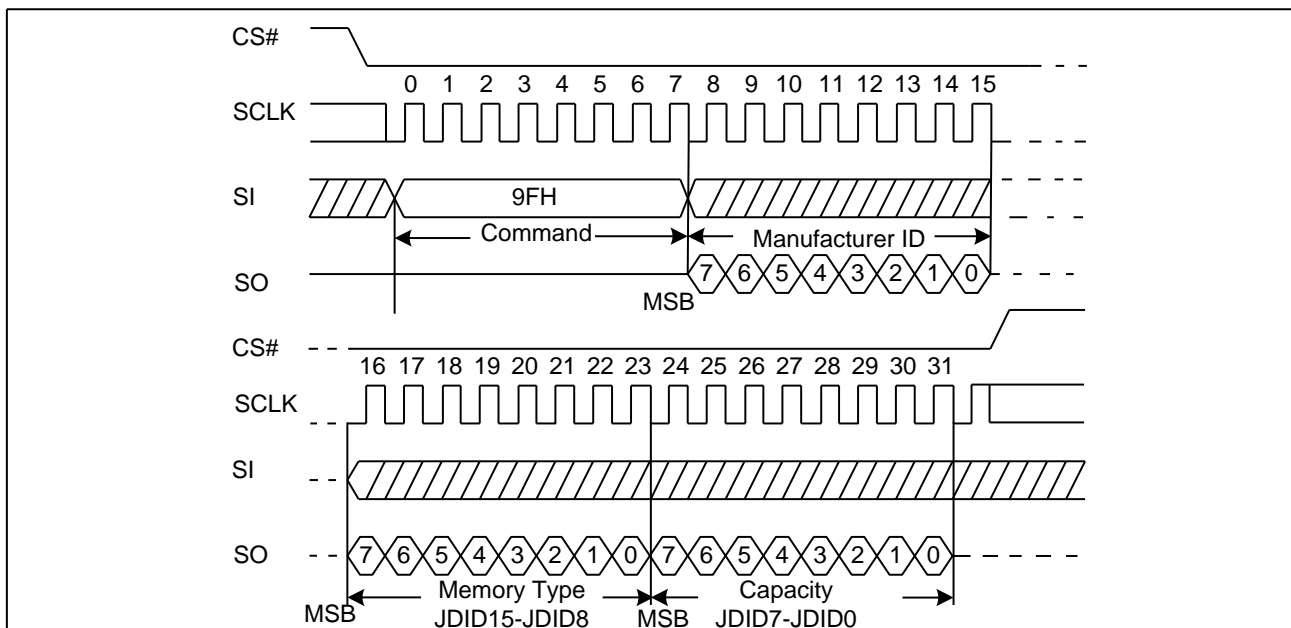 CS#
0 1 2 3 4 5 6 7 8 9 10 11 12 13 14 15
SCLK
SI 9FH
Command Manufacturer ID
SO 7 6 5 4 3 2 1 0
MSB
CS#
16 17 18 19 20 21 22 23 24 25 26 27 28 29 30 31
SCLK
SI
SO 7 6 5 4 3 2 1 0 7 6 5 4 3 2 1 0
Memory Type Capacity
MSB JDID15-JDID8 MSB JDID7-JDID0